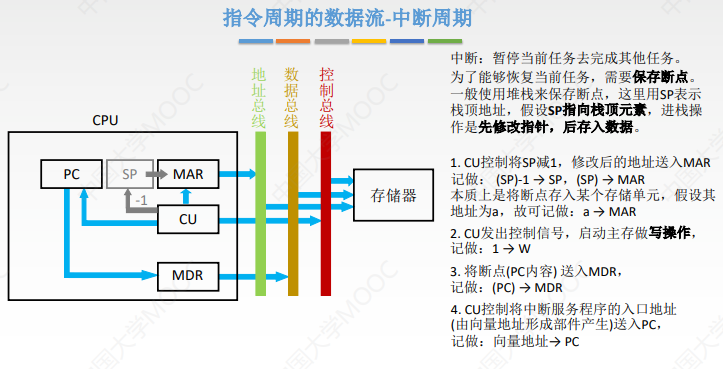 指令周期的数据流-中断周期
地址总线
数据总线
控制总线
CPU
PC
SP
MAR
-1
CU
MDR
存储器
中断：暂停当前任务去完成其他任务。
为了能够恢复当前任务，需要保存断点。
一般使用堆栈来保存断点，这里用SP表示
栈顶地址，假设SP指向栈顶元素，进栈操
作是先修改指针，后存入数据。
1. CU控制将SP减1，修改后的地址送入MAR
记做： (SP)-1 → SP，(SP) → MAR
本质上是将断点存入某个存储单元，假设其
地址为a，故可记做：a → MAR
2. CU发出控制信号，启动主存做写操作，
记做：1 → W
3. 将断点(PC内容) 送入MDR，
记做：(PC) → MDR
4. CU控制将中断服务程序的入口地址
(由向量地址形成部件产生)送入PC，
记做：向量地址→ PC
中国大学MOOC